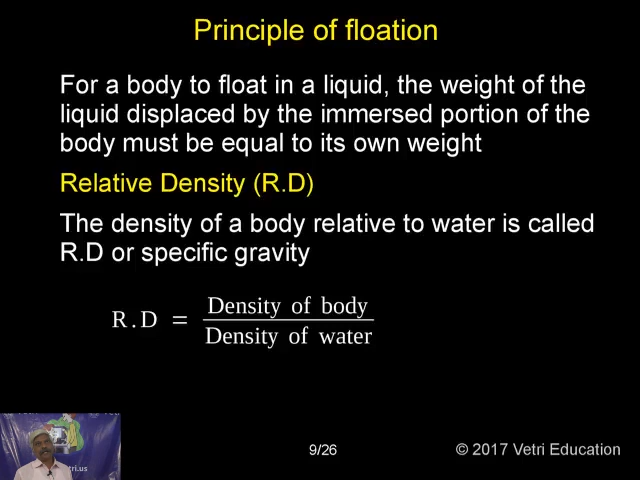 Principle of floation
For a body to float in a liquid, the weight of the
liquid displaced by the immersed portion of the
body must be equal to its own weight
Relative Density (R.D)
The density of a body relative to water is called
R.D or specific gravity
R.D = Density of body
Density of water
tri.us
9/26
© 2017 Vetri Education